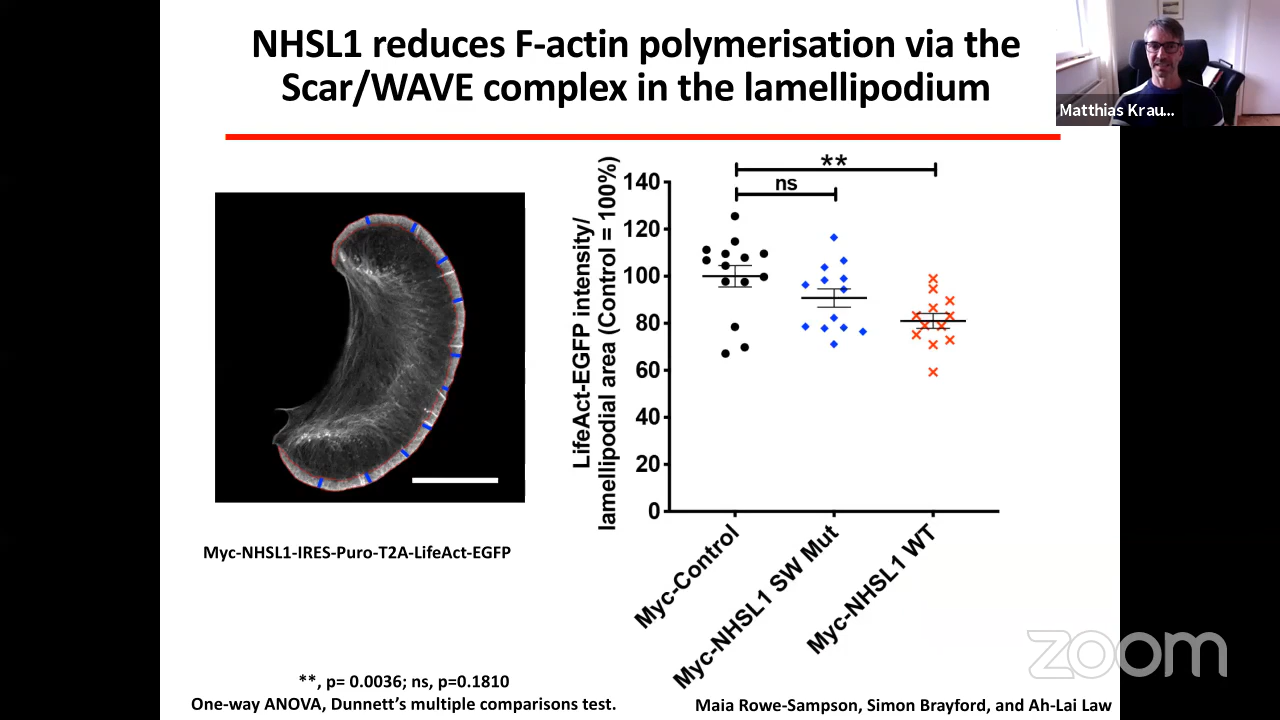 NHSL1 reduces F-actin polymerisation via the
Scar/WAVE complex in the lamellipodium
Matthias Krau...
LifeAct-EGFP intensity/
lamellipodial area (Control = 100%)
**
ns
140
120
100
80
60
40
20
0
Myc-Control
Myc-NHSL1 SW Mut
Myc-NHSL1 WT
Myc-NHSL1-IRES-Puro-T2A-LifeAct-EGFP
**, p= 0.0036; ns, p=0.1810
One-way ANOVA, Dunnett’s multiple comparisons test.
Maia Rowe-Sampson, Simon Brayford, and Ah-Lai Law
zoom